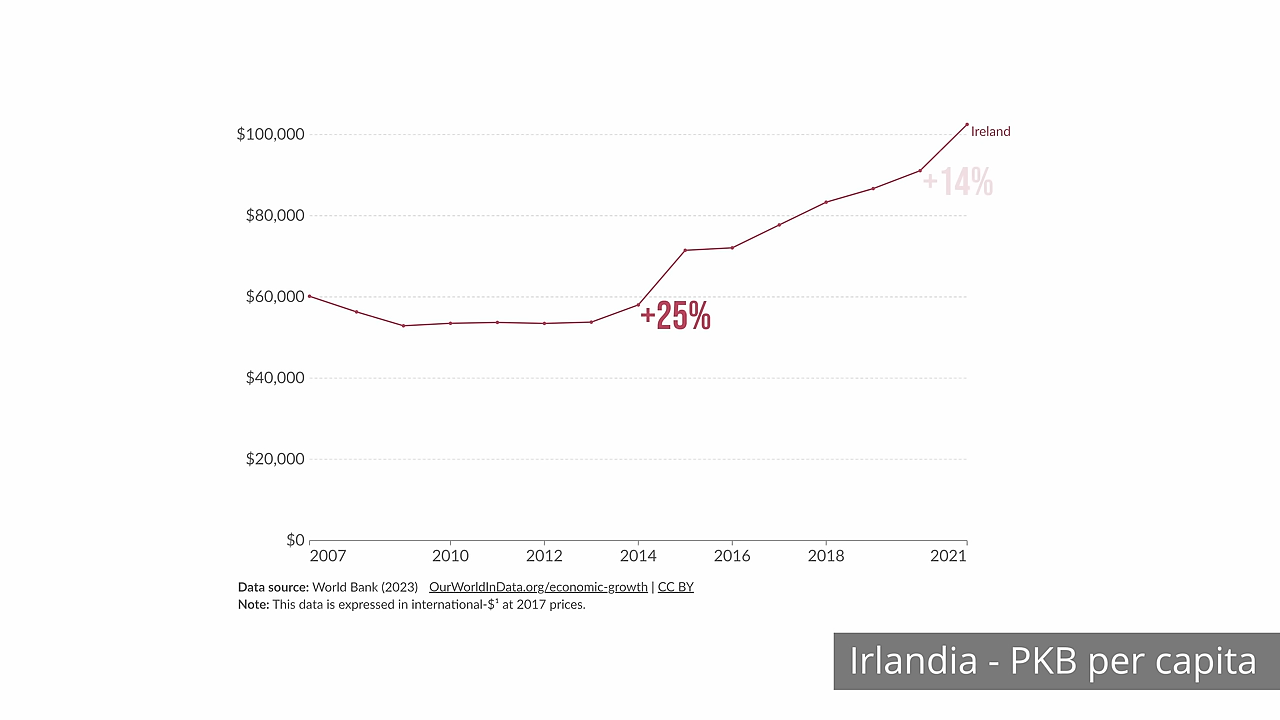 $100,000
Ireland
+14%
$80,000
$60,000
+25%
$40,000
$20,000
$0
2007 2010 2012 2014 2016 2018 2021
Data source: World Bank (2023) OurWorldInData.org/economic-growth | CC BY
Note: This data is expressed in international-$¹ at 2017 prices.
Irlandia - PKB per capita